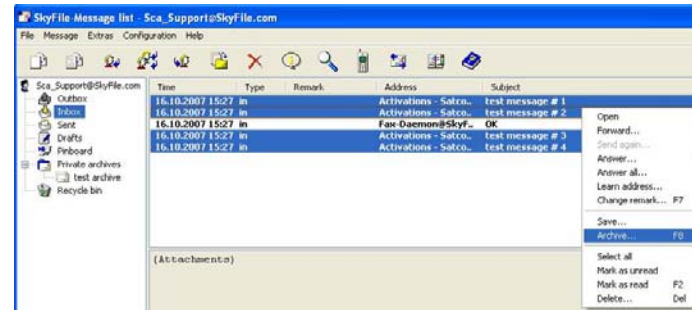 SkyFile-Message list - Sca_Support@SkyFile.com
File Message Extras Configuration Help
Sca_Support@SkyFile.com
Outbox
Inbox
Sent
Drafts
Pinboard
Private archives
test archive
Recycle bin
Time Type Remark Address Subject
16.10.2007 15:27 in Activations - Satco.. test message # 1
16.10.2007 15:27 in Activations - Satco.. test message # 2
16.10.2007 15:27 in Fax-Daemon@SkyF.. OK
16.10.2007 15:27 in Activations - Satco.. test message # 3
16.10.2007 15:27 in Activations - Satco.. test message # 4
(Attachments)
Open
Forward...
Send again...
Answer...
Answer all...
Learn address...
Change remark... F7
Save...
Archive... F8
Select all
Mark as unread
Mark as read F2
Delete... Del